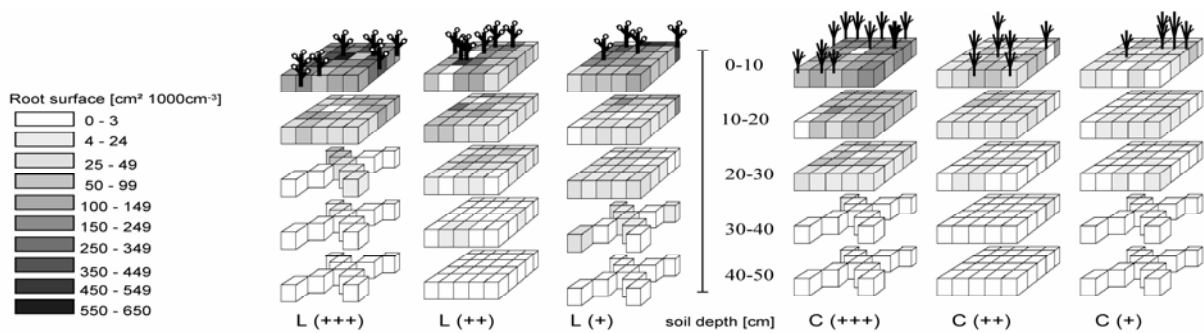 Root surface [cm² 1000cm⁻³]
0 - 3
4 - 24
25 - 49
50 - 99
100 - 149
150 - 249
250 - 349
350 - 449
450 - 549
550 - 650
0-10
10-20
20-30
30-40
40-50
L (+++) L (++) L (+) soil depth [cm] C (+++) C (++) C (+)